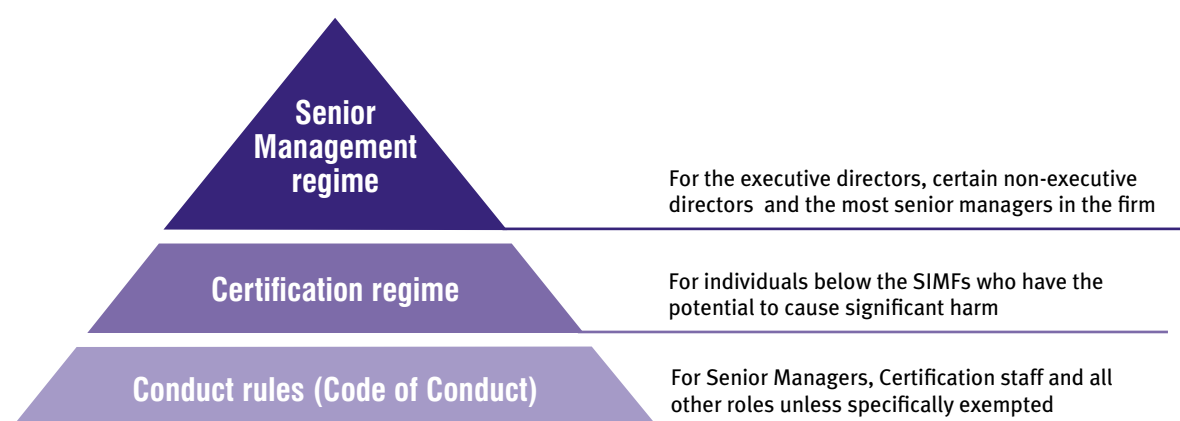 Senior
Management
regime
For the executive directors, certain non-executive
directors and the most senior managers in the firm
Certification regime
For individuals below the SIMFs who have the
potential to cause significant harm
Conduct rules (Code of Conduct)
For Senior Managers, Certification staff and all
other roles unless specifically exempted